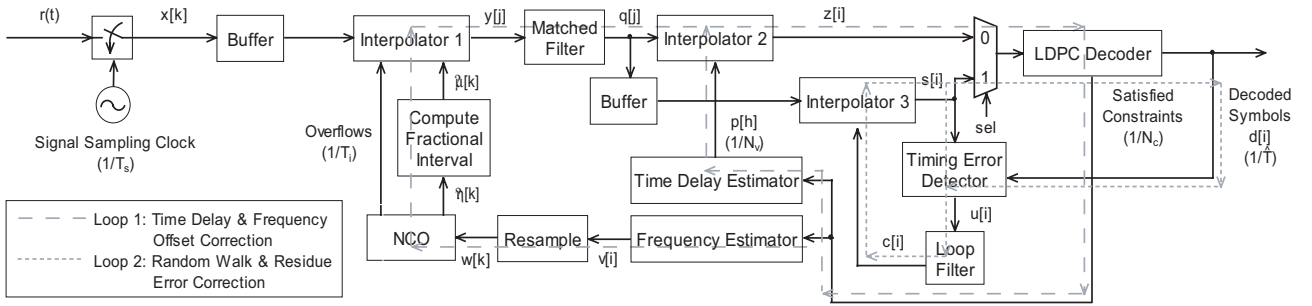 r(t)
x[k]
Buffer
Interpolator 1
y[j]
Matched
Filter
q[j]
Interpolator 2
z[i]
0
1
LDPC Decoder
Signal Sampling Clock
(1/Tₛ)
Overflows
(1/Tᵢ)
μ̂[k]
Compute
Fractional
Interval
η̂[k]
Buffer
p[h]
(1/Nᵥ)
Interpolator 3
s[i]
sel
Satisfied
Constraints
(1/N꜀)
Decoded
Symbols
d[i]
(1/T̂)
Timing Error
Detector
Time Delay Estimator
u[i]
Loop 1: Time Delay & Frequency
Offset Correction
Loop 2: Random Walk & Residue
Error Correction
NCO
w[k]
Resample
v[i]
Frequency Estimator
c[i]
Loop
Filter